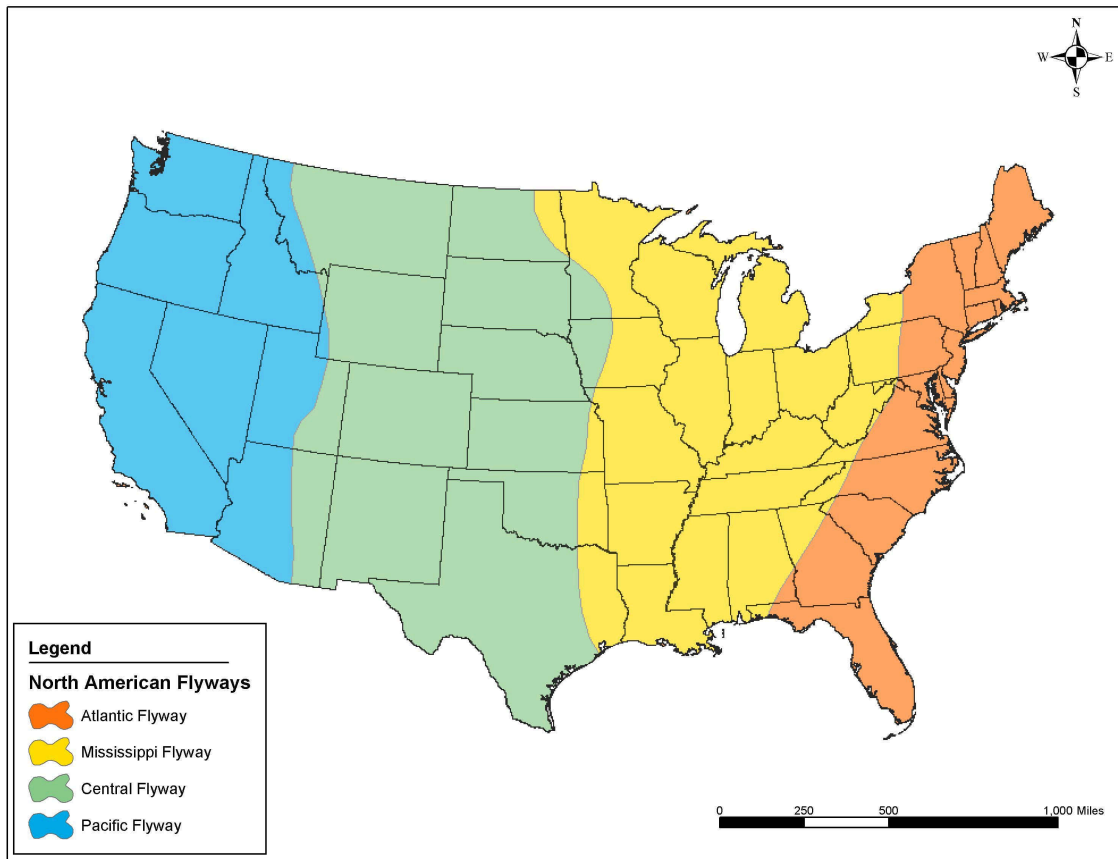 N
W E
S
Legend
North American Flyways
Atlantic Flyway
Mississippi Flyway
Central Flyway
Pacific Flyway
0 250 500 1,000 Miles